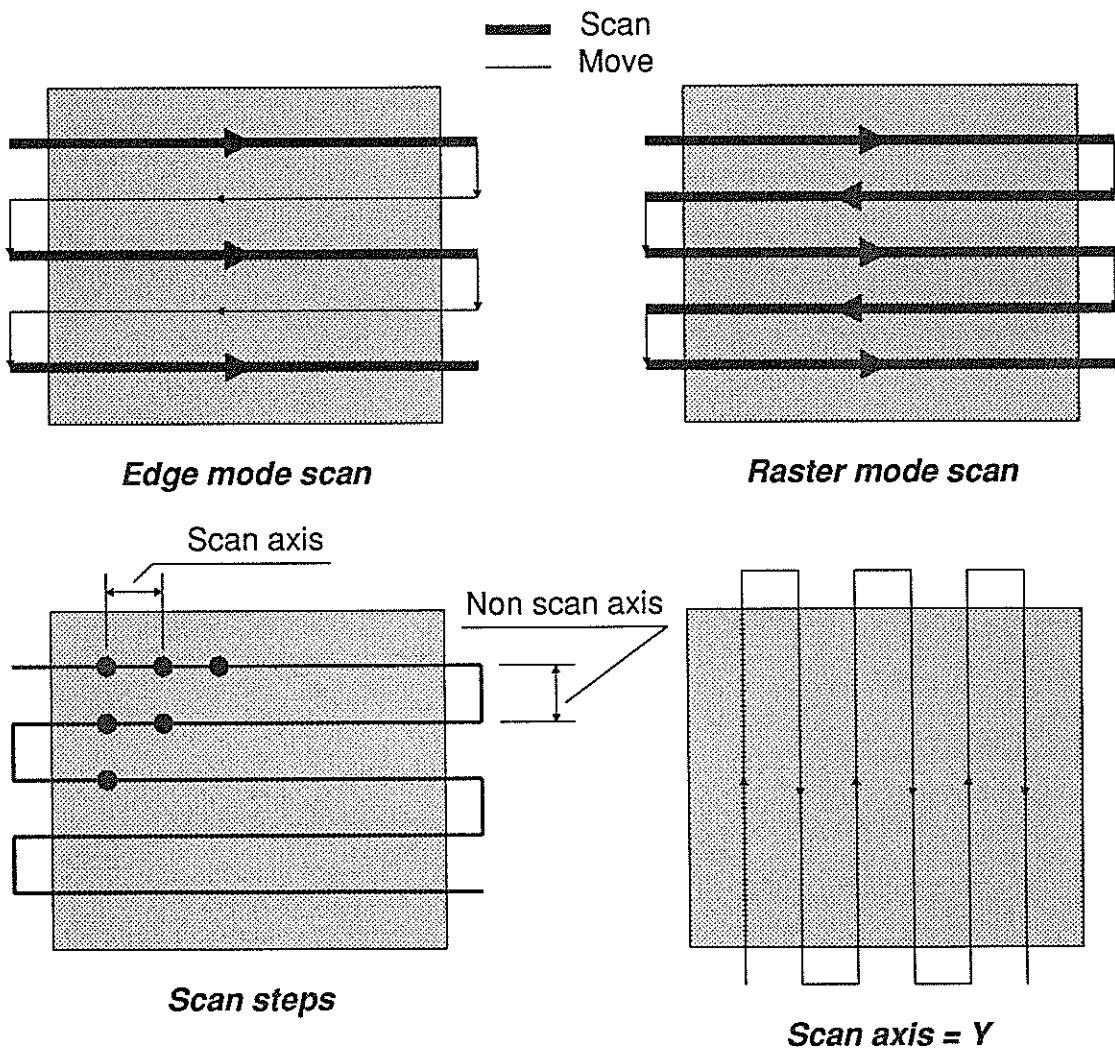 Scan
Move
Edge mode scan
Raster mode scan
Scan axis
Non scan axis
Scan steps
Scan axis = Y